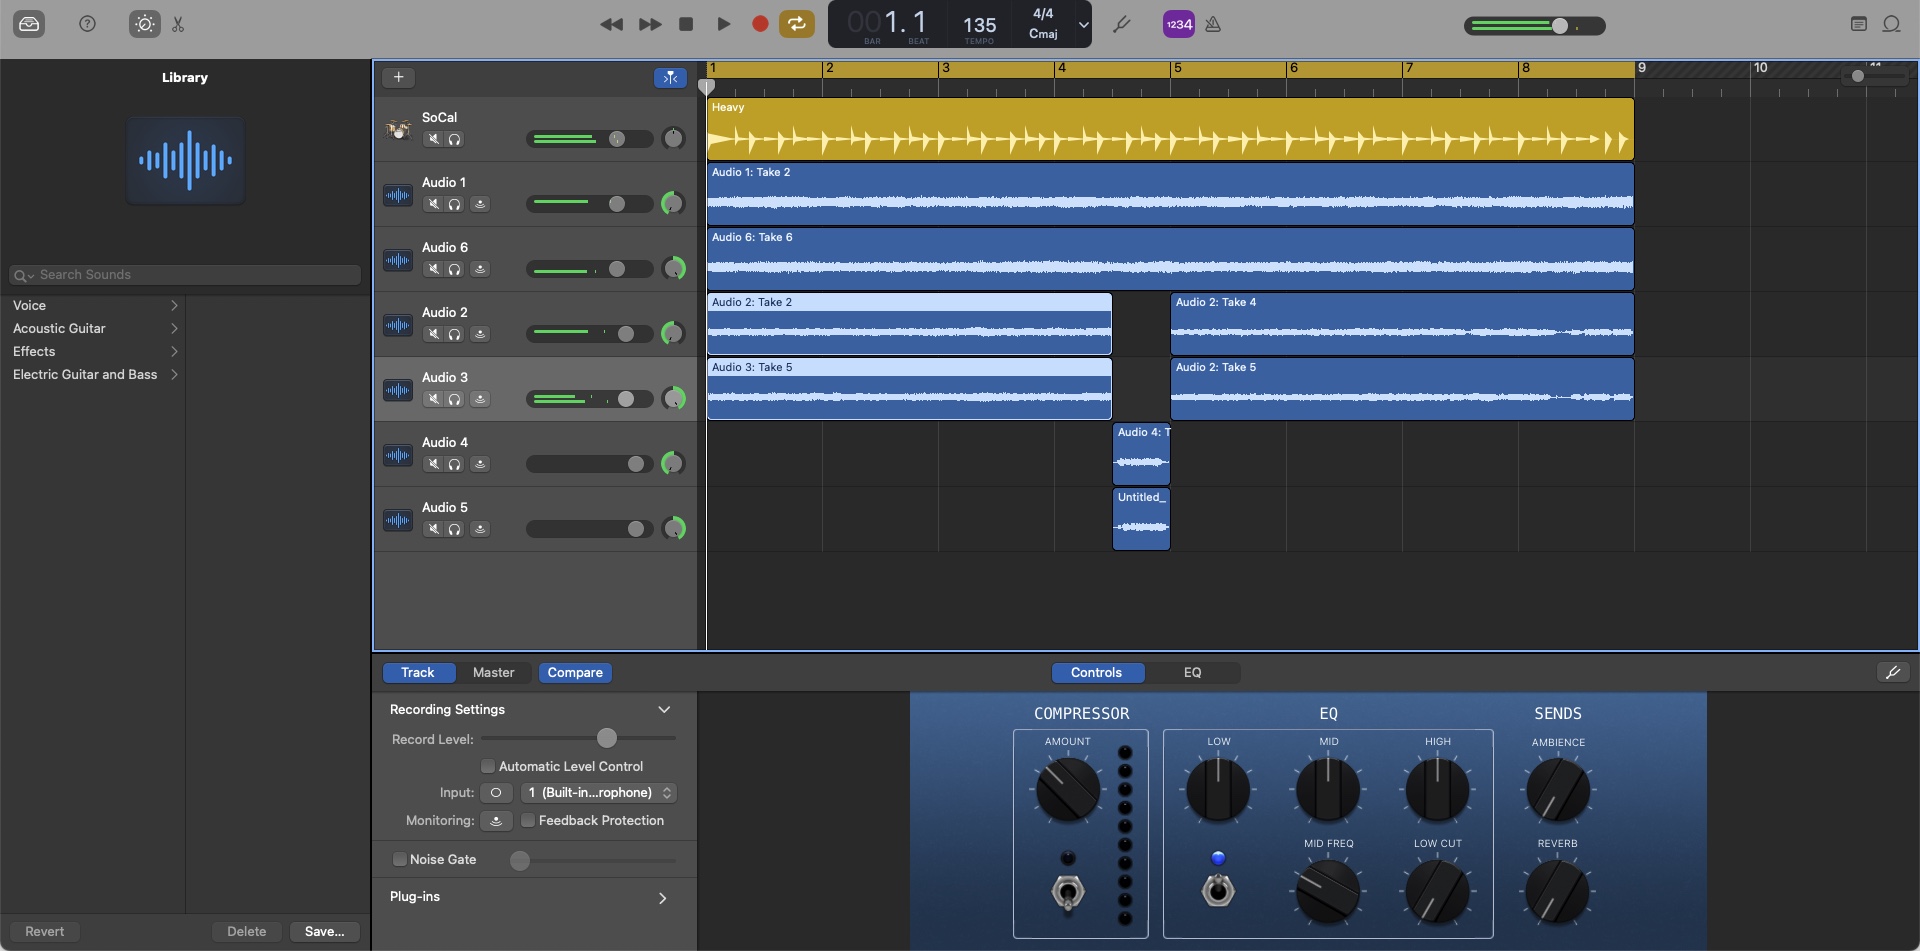 001. 1
BAR
BEAT
135
TEMPO
4/4
Cmaj
1234
Library
Search Sounds
Voice
Acoustic Guitar
Effects
Electric Guitar and Bass
Revert
Delete
Save...
1 2 3 4 5 6 7 8 9 10 11
SoCal
Heavy
Audio 1
Audio 1: Take 2
Audio 6
Audio 6: Take 6
Audio 2
Audio 2: Take 2
Audio 2: Take 4
Audio 3
Audio 3: Take 5
Audio 2: Take 5
Audio 4
Audio 4: T
Audio 5
Untitled_
Track
Master
Compare
Controls
EQ
Recording Settings
Record Level:
Automatic Level Control
Input:
1 (Built-in...rophone)
Monitoring:
Feedback Protection
Noise Gate
Plug-ins
COMPRESSOR
AMOUNT
EQ
LOW
MID
HIGH
MID FREQ
LOW CUT
SENDS
AMBIENCE
REVERB